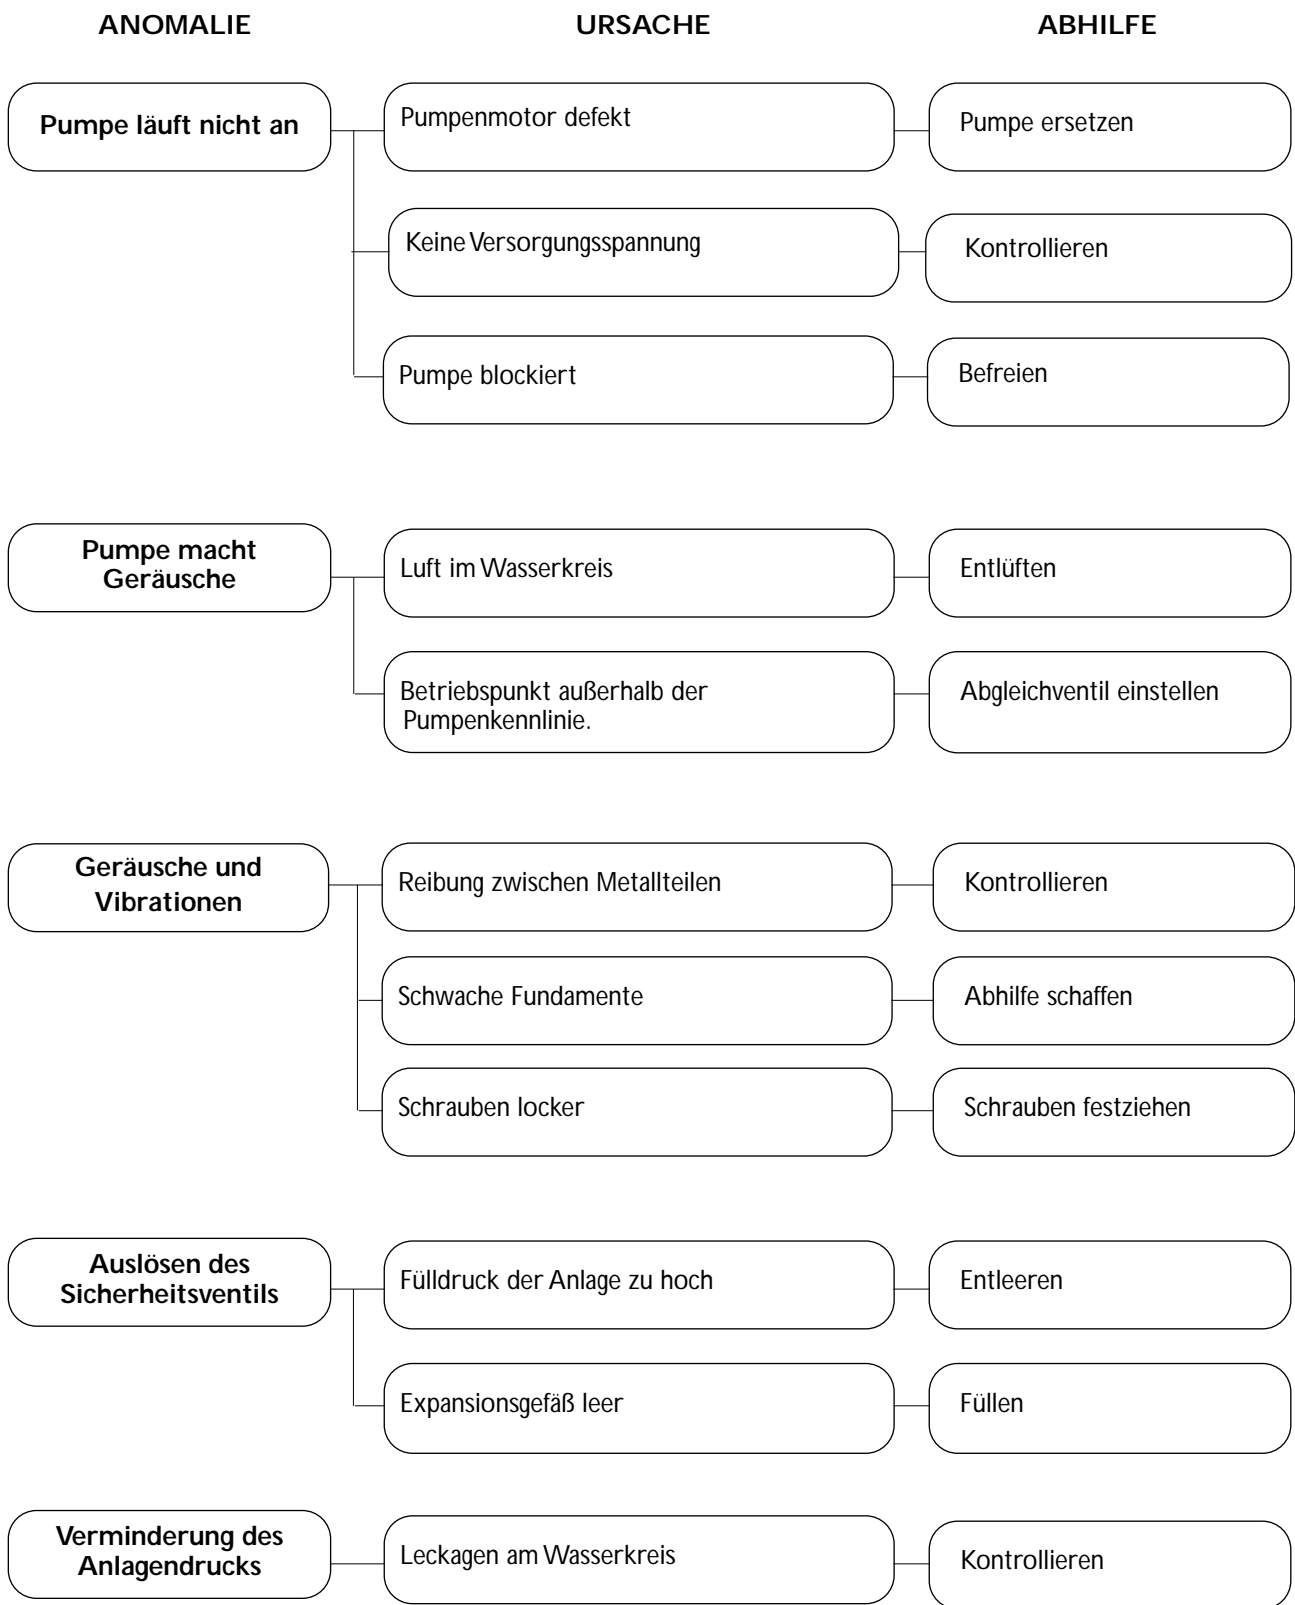 ANOMALIE URSACHE ABHILFE
Pumpe läuft nicht an
Pumpenmotor defekt
Pumpe ersetzen
Keine Versorgungsspannung
Kontrollieren
Pumpe blockiert
Befreien
Pumpe macht
Geräusche
Luft im Wasserkreis
Entlüften
Betriebspunkt außerhalb der
Pumpenkennlinie.
Abgleichventil einstellen
Geräusche und
Vibrationen
Reibung zwischen Metallteilen
Kontrollieren
Schwache Fundamente
Abhilfe schaffen
Schrauben locker
Schrauben festziehen
Auslösen des
Sicherheitsventils
Fülldruck der Anlage zu hoch
Entleeren
Expansionsgefäß leer
Füllen
Verminderung des
Anlagendrucks
Leckagen am Wasserkreis
Kontrollieren